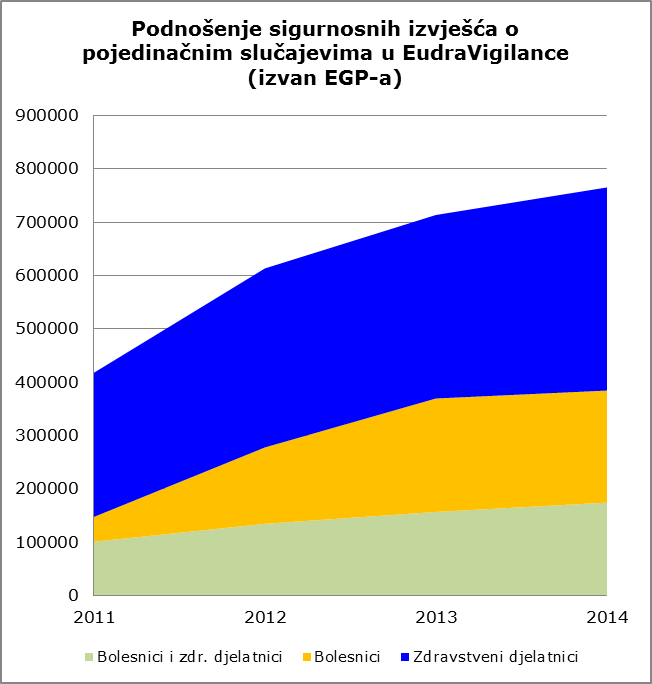 Podnošenje sigurnosnih izvješća o
pojedinačnim slučajevima u EudraVigilance
(izvan EGP-a)
900000
800000
700000
600000
500000
400000
300000
200000
100000
0
2011 2012 2013 2014
Bolesnici i zdr. djelatnici Bolesnici Zdravstveni djelatnici